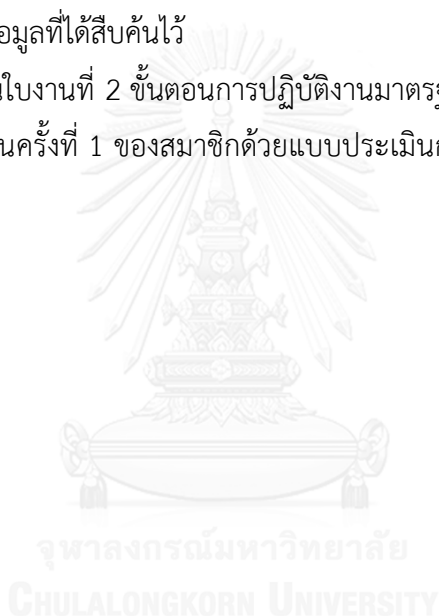 อมูลที่ได้สืบค้นไว้
ใบงานที่ 2 ขั้นตอนการปฏิบัติงานมาตร
ครั้งที่ 1 ของสมาชิกด้วยแบบประเมิน
จุฬาลงกรณ์มหาวิทยาลัย
CHULALONGKORN UNIVERSITY